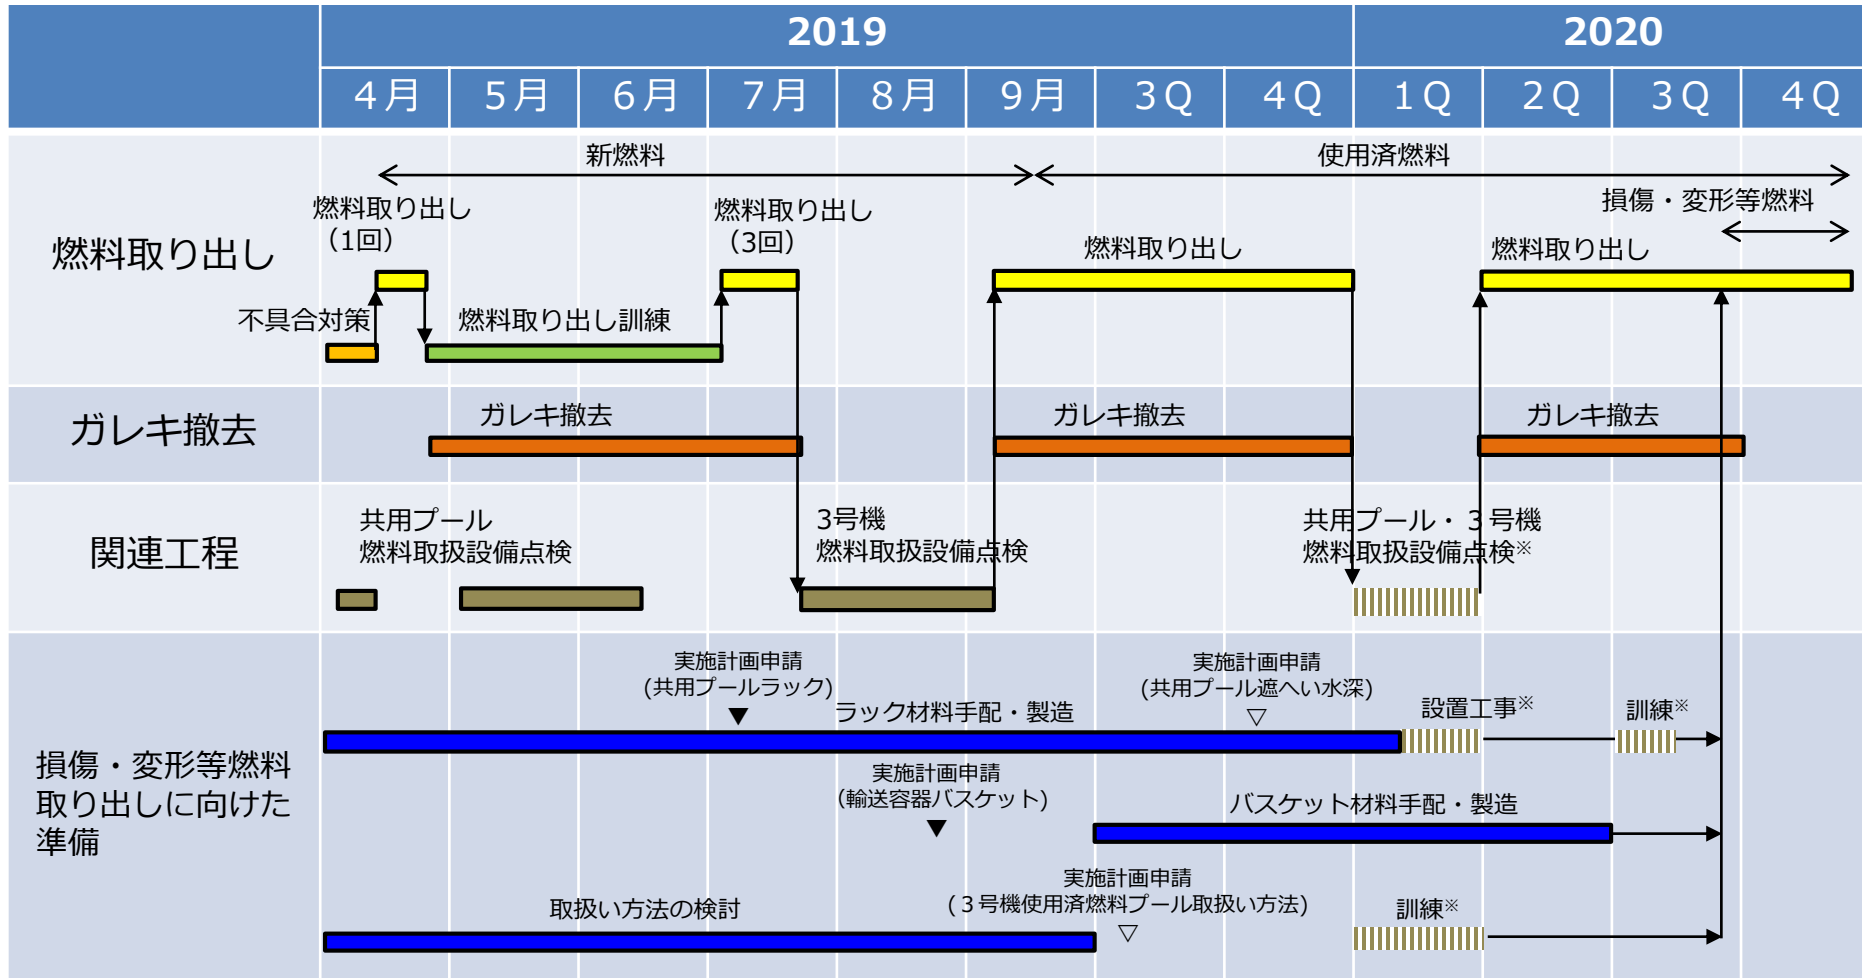 2019
2020
４月
５月
６月
７月
８月
９月
３Ｑ
４Ｑ
１Ｑ
２Ｑ
３Ｑ
４Ｑ
燃料取り出し
新燃料
使用済燃料
損傷・変形等燃料
燃料取り出し
（1回）
燃料取り出し
（3回）
燃料取り出し
燃料取り出し
不具合対策
燃料取り出し訓練
ガレキ撤去
ガレキ撤去
ガレキ撤去
ガレキ撤去
関連工程
共用プール
燃料取扱設備点検
3号機
燃料取扱設備点検
共用プール・３号機
燃料取扱設備点検※
損傷・変形等燃料
取り出しに向けた
準備
実施計画申請
(共用プールラック)
▼
ラック材料手配・製造
実施計画申請
(共用プール遮へい水深)
▽
設置工事※
訓練※
実施計画申請
(輸送容器バスケット)
▼
バスケット材料手配・製造
取扱い方法の検討
実施計画申請
(３号機使用済燃料プール取扱い方法)
▽
訓練※